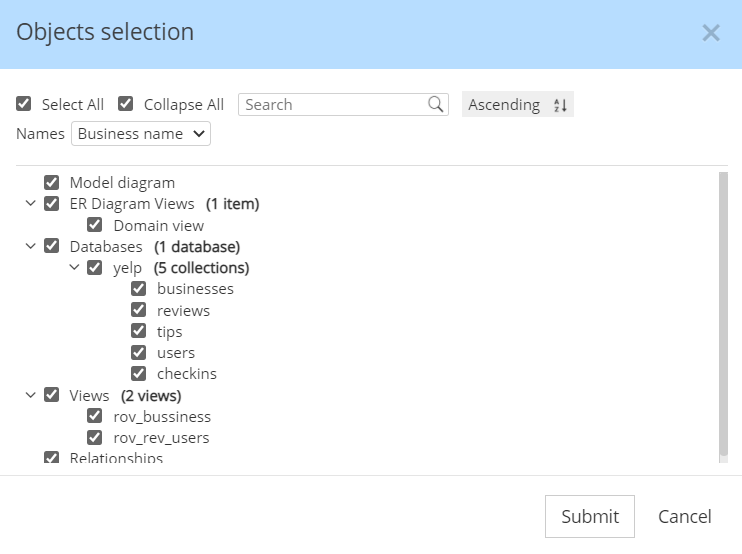 Objects selection
Select All Collapse All Search Ascending
Names Business name
Model diagram
ER Diagram Views (1 item)
Domain view
Databases (1 database)
yelp (5 collections)
businesses
reviews
tips
users
checkins
Views (2 views)
rov_bussiness
rov_rev_users
Relationships
Submit Cancel